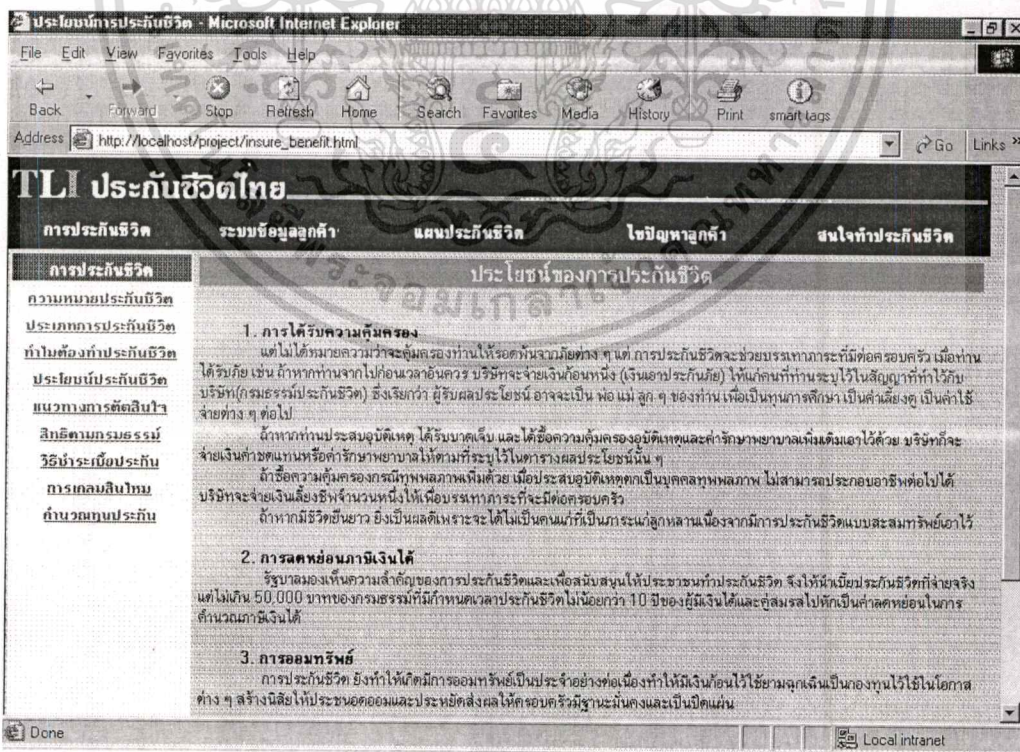 ประโยชน์การประกันชีวิต - Microsoft Internet Explorer
File Edit View Favorites Tools Help
Back Forward Stop Refresh Home Search Favorites Media History Print smart tags
Address http://localhost/project/insure_benefit.html Go Links »
TLI ประกันชีวิตไทย
การประกันชีวิต ระบบข้อมูลลูกค้า แผนประกันชีวิต ไขปัญหาลูกค้า สนใจทำประกันชีวิต
การประกันชีวิต
ประโยชน์ของการประกันชีวิต
ความหมายประกันชีวิต
ประเภทการประกันชีวิต
ทำไมต้องทำประกันชีวิต
ประโยชน์ประกันชีวิต
แนวทางการตัดสินใจ
สิทธิตามกรมธรรม์
วิธีชำระเบี้ยประกัน
การเคลมสินไหม
คำนวณทุนประกัน
1. การได้รับความคุ้มครอง
แต่ไม่ได้หมายความว่าจะคุ้มครองท่านให้รอดพ้นจากภัยต่าง ๆ แต่ การประกันชีวิตจะช่วยบรรเทาภาระที่มีต่อครอบครัว เมื่อท่าน
ได้รับภัย เช่น ถ้าหากท่านจากไปก่อนเวลาอันควร บริษัทจะจ่ายเงินก้อนหนึ่ง (เงินเอาประกันภัย) ให้แก่คนที่ท่านระบุไว้ในสัญญาที่ทำไว้กับ
บริษัท(กรมธรรม์ประกันชีวิต) ซึ่งเรียกว่า ผู้รับผลประโยชน์ อาจจะเป็น พ่อ แม่ ลูก ๆ ของท่าน เพื่อเป็นทุนการศึกษา เป็นค่าเลี้ยงดู เป็นค่าใช้
จ่ายต่าง ๆ ต่อไป
ถ้าหากท่านประสบอุบัติเหตุ ได้รับบาดเจ็บ และได้ซื้อความคุ้มครองอุบัติเหตุและค่ารักษาพยาบาลเพิ่มเติมเอาไว้ด้วย บริษัทก็จะ
จ่ายเงินค่าชดแทนหรือค่ารักษาพยาบาลให้ตามที่ระบุไว้ในตารางผลประโยชน์นั้น ๆ
ถ้าซื้อความคุ้มครองกรณีทุพพลภาพเพิ่มด้วย เมื่อประสบอุบัติเหตุตกเป็นบุคคลทุพพลภาพ ไม่สามารถประกอบอาชีพต่อไปได้
บริษัทจะจ่ายเงินเลี้ยงชีพจำนวนหนึ่งให้เพื่อบรรเทาภาระที่จะมีต่อครอบครัว
ถ้าหากมีชีวิตยืนยาว ยิ่งเป็นผลดีเพราะจะได้ไม่เป็นคนแก่ที่เป็นภาระแก่ลูกหลานเนื่องจากมีการประกันชีวิตแบบสะสมทรัพย์เอาไว้
2. การลดหย่อนภาษีเงินได้
รัฐบาลมองเห็นความสำคัญของการประกันชีวิตและเพื่อสนับสนุนให้ประชาชนทำประกันชีวิต จึงให้นำเบี้ยประกันชีวิตที่จ่ายจริง
แต่ไม่เกิน 50,000 บาทของกรมธรรม์ที่มีกำหนดเวลาประกันชีวิตไม่น้อยกว่า 10 ปีของผู้มีเงินได้และคู่สมรสไปหักเป็นค่าลดหย่อนในการ
คำนวณภาษีเงินได้
3. การออมทรัพย์
การประกันชีวิต ยังทำให้เกิดมีการออมทรัพย์เป็นประจำอย่างต่อเนื่องทำให้มีเงินก้อนไว้ใช้ยามฉุกเฉินเป็นกองทุนไว้ใช้ในโอกาส
ต่าง ๆ สร้างนิสัยให้ประชนอดออมและประหยัดส่งผลให้ครอบครัวมีฐานะมั่นคงและเป็นปึกแผ่น
Done Local intranet